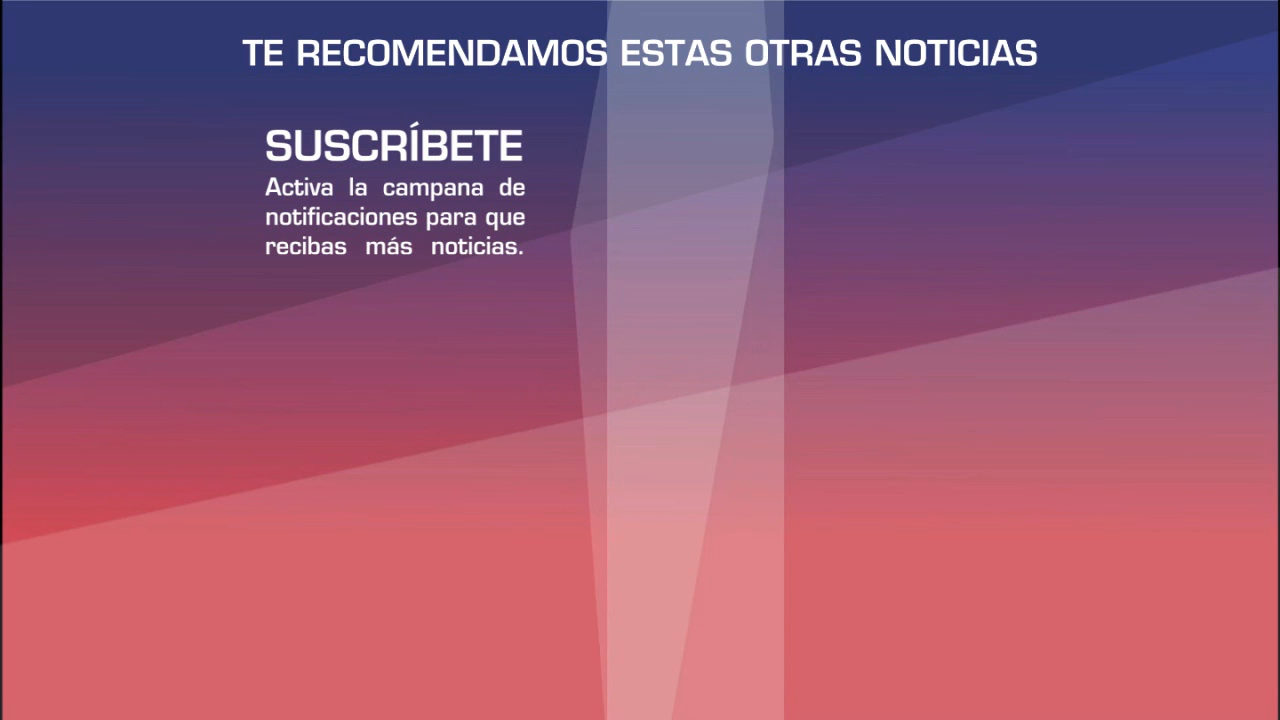 TE RECOMENDAMOS ESTAS OTRAS NOTICIAS
SUSCRÍBETE
Activa la campana de
notificaciones para que
recibas más noticias.